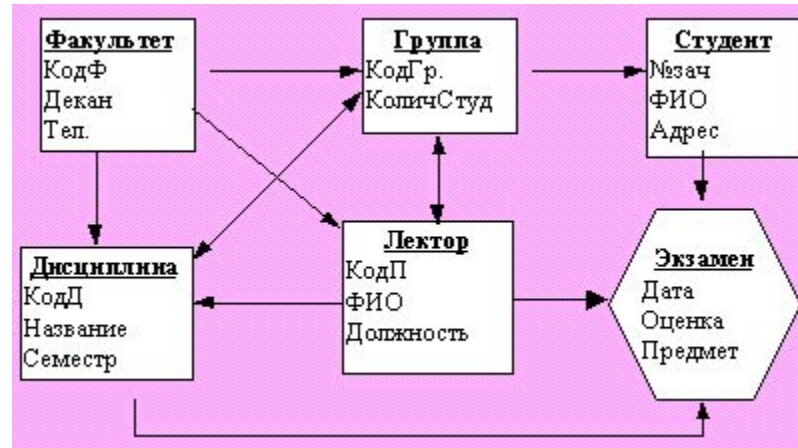 Факультет
КодФ
Декан
Тел.
Группа
КодГр.
КоличСтуд
Студент
№зач
ФИО
Адрес
Дисциплина
КодД
Название
Семестр
Лектор
КодП
ФИО
Должность
Экзамен
Дата
Оценка
Предмет